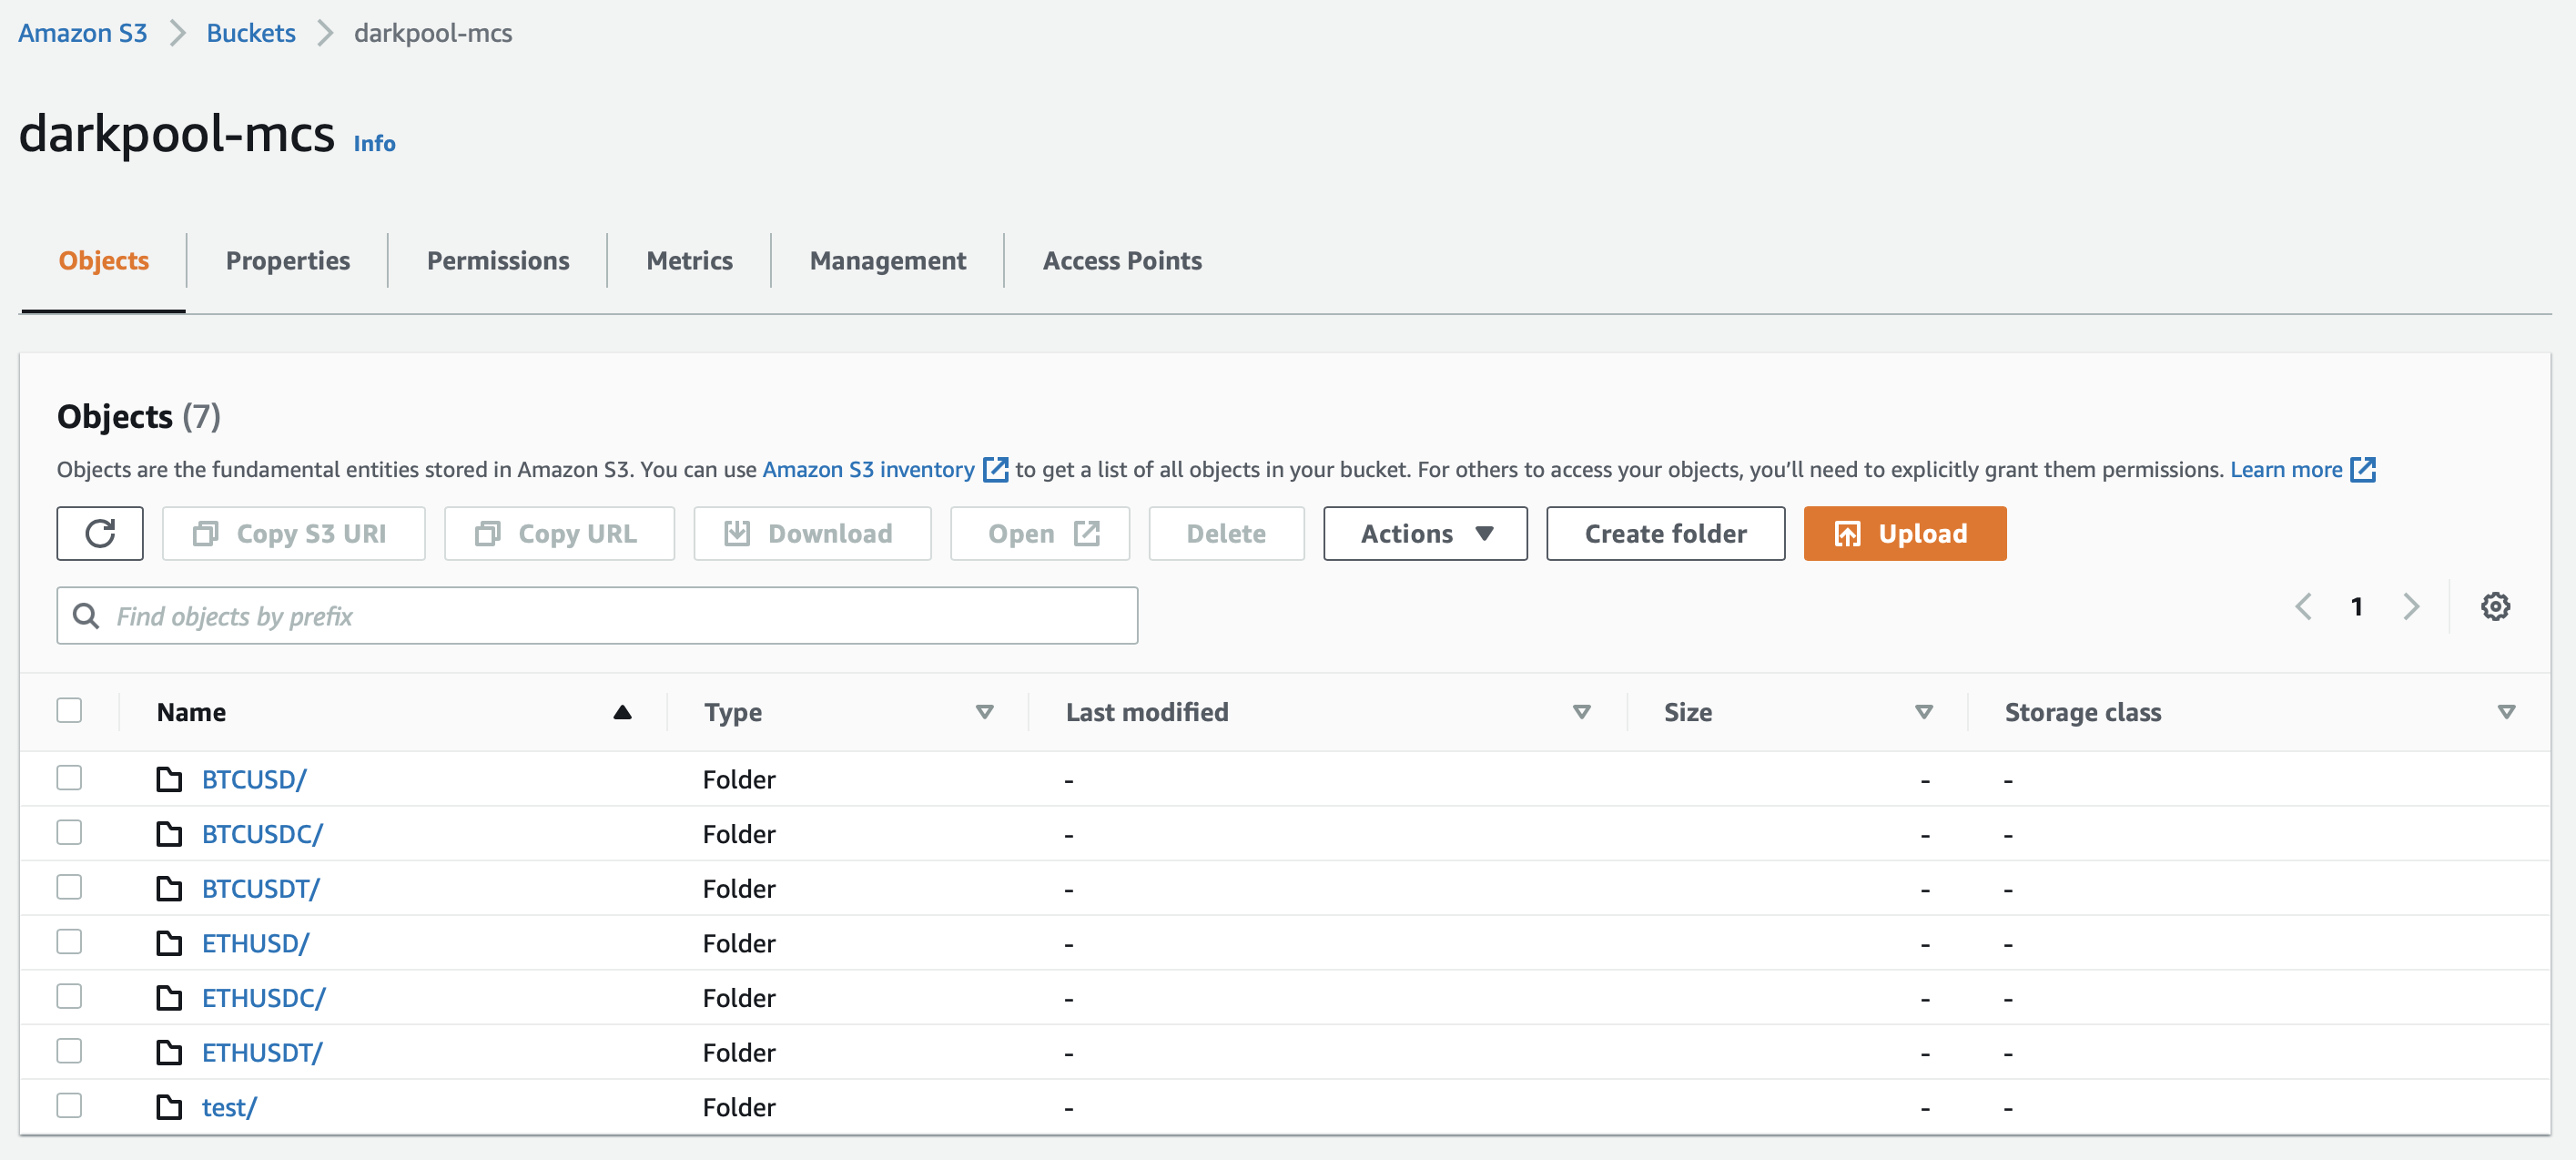 Amazon S3 > Buckets > darkpool-mcs
darkpool-mcs Info
Objects Properties Permissions Metrics Management Access Points
Objects (7)
Objects are the fundamental entities stored in Amazon S3. You can use Amazon S3 inventory to get a list of all objects in your bucket. For others to access your objects, you’ll need to explicitly grant them permissions. Learn more
Copy S3 URI Copy URL Download Open Delete Actions Create folder Upload
Find objects by prefix 1
Name Type Last modified Size Storage class
BTCUSD/ Folder - - -
BTCUSDC/ Folder - - -
BTCUSDT/ Folder - - -
ETHUSD/ Folder - - -
ETHUSDC/ Folder - - -
ETHUSDT/ Folder - - -
test/ Folder - - -